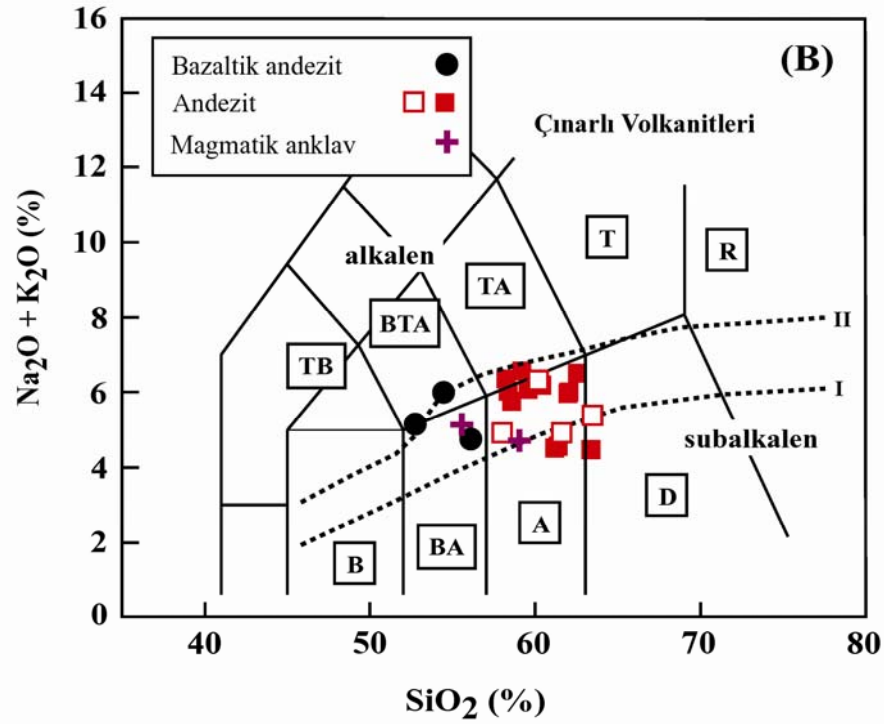 16
14
12
10
8
6
4
2
0
Na₂O + K₂O (%)
Bazaltik andezit
Andezit
Magmatik anklav
(B)
Çınarlı Volkanitleri
T
R
alkalen
TA
BTA
TB
II
I
subalkalen
D
A
BA
B
40
50
60
70
80
SiO₂ (%)